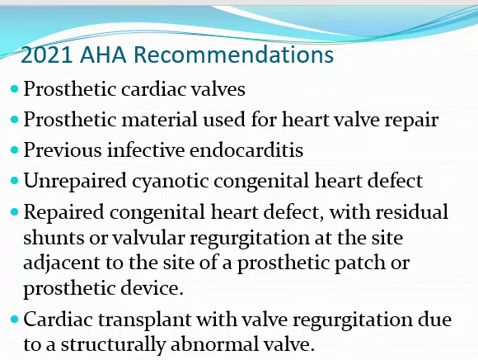 2021 AHA Recommendations
• Prosthetic cardiac valves
• Prosthetic material used for heart valve repair
• Previous infective endocarditis
• Unrepaired cyanotic congenital heart defect
• Repaired congenital heart defect, with residual
shunts or valvular regurgitation at the site
adjacent to the site of a prosthetic patch or
prosthetic device.
• Cardiac transplant with valve regurgitation due
to a structurally abnormal valve.